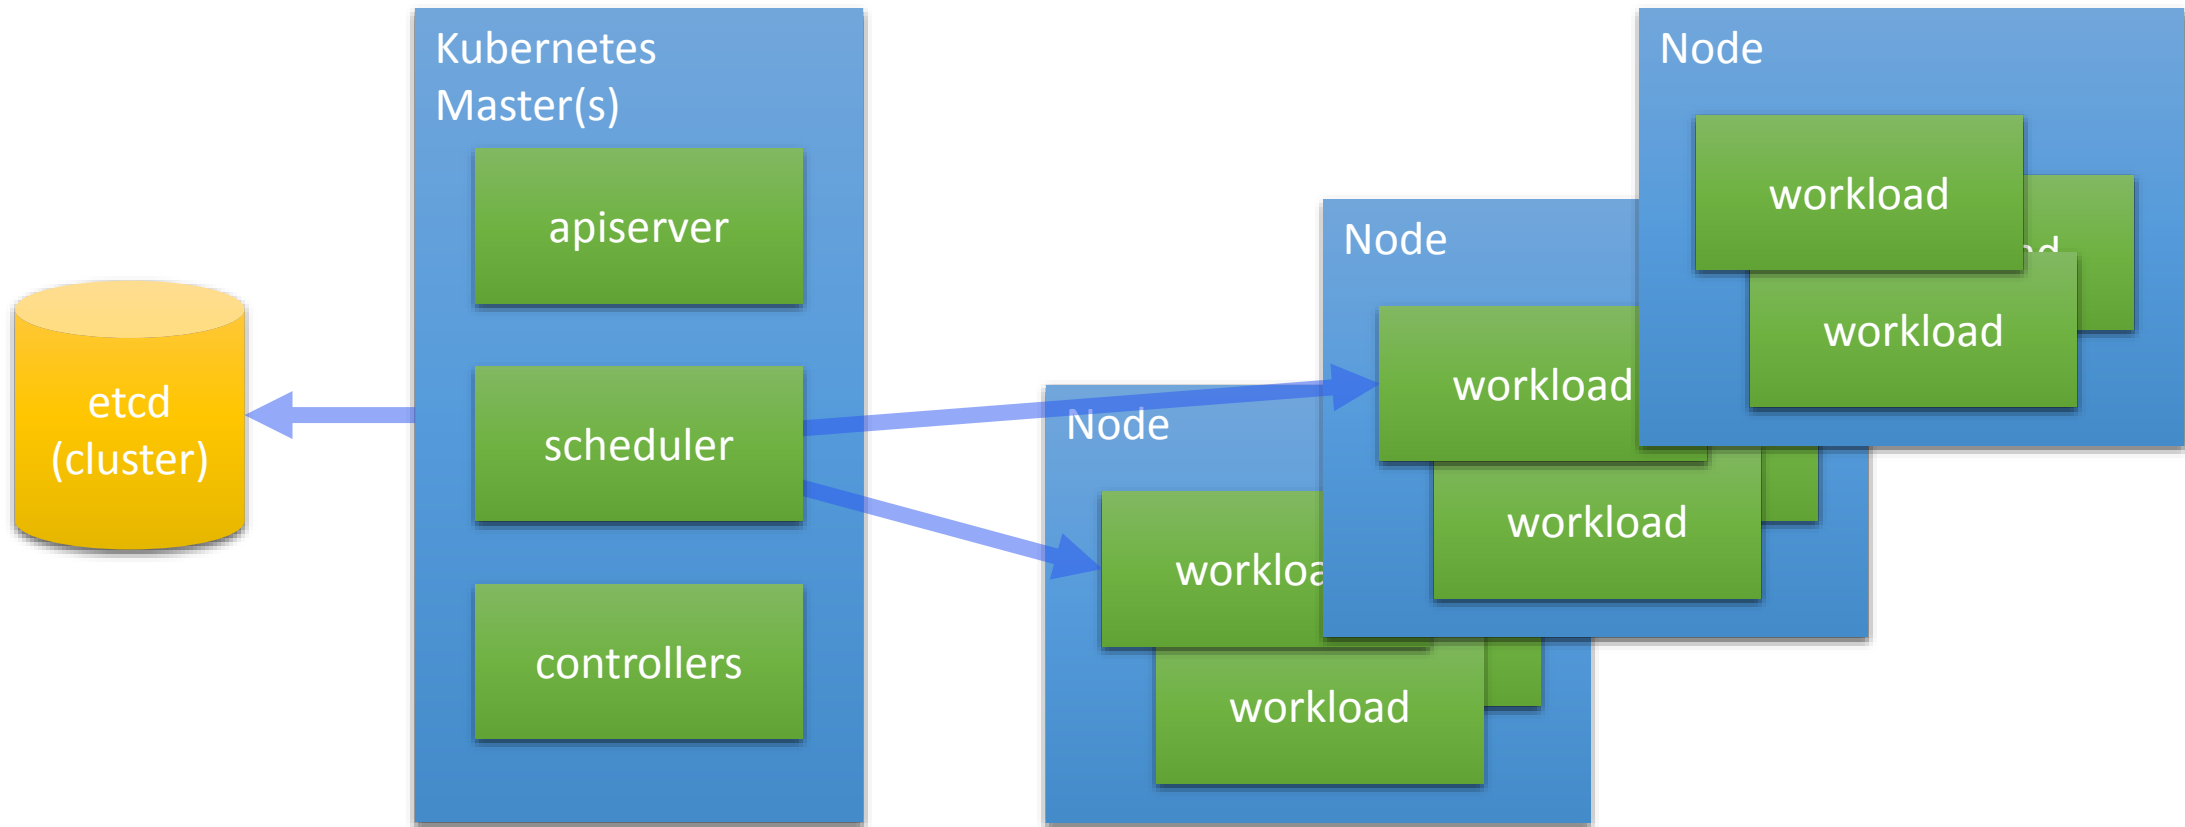 Kubernetes
Master(s)
apiserver
scheduler
controllers
etcd
(cluster)
Node
workload
workload
Node
workload
workload
Node
workload